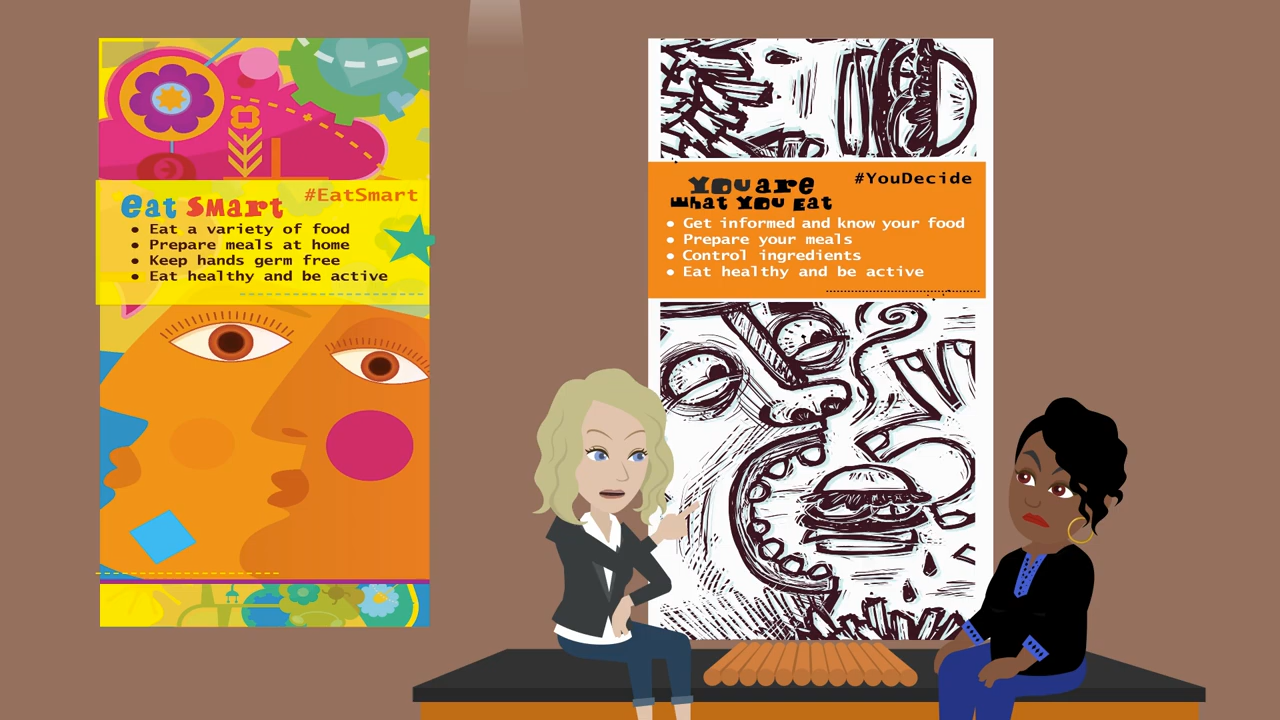 #EatSmart
eat smart
• Eat a variety of food
• Prepare meals at home
• Keep hands germ free
• Eat healthy and be active
#YouDecide
You are
what you Eat
• Get informed and know your food
• Prepare your meals
• Control ingredients
• Eat healthy and be active